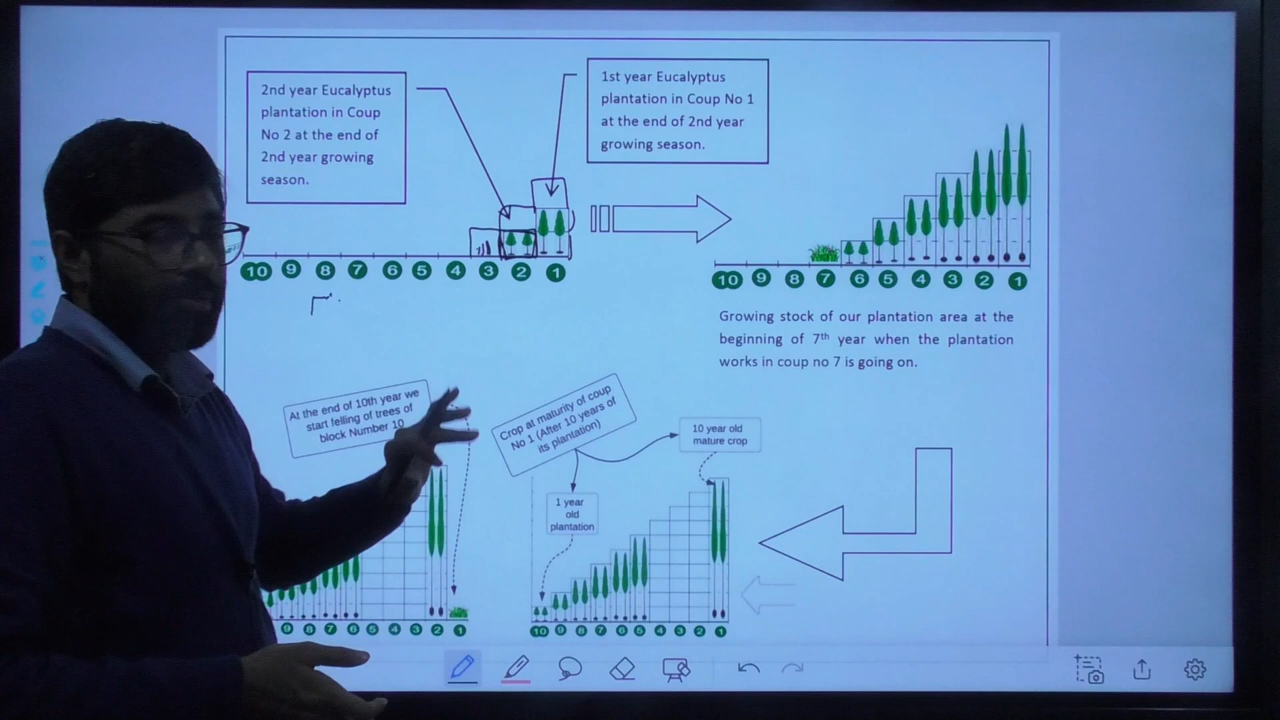 2nd year Eucalyptus
plantation in Coup
No 2 at the end of
2nd year growing
season.
1st year Eucalyptus
plantation in Coup No 1
at the end of 2nd year
growing season.
10 9 8 7 6 5 4 3 2 1
10 9 8 7 6 5 4 3 2 1
Growing stock of our plantation area at the
beginning of 7th year when the plantation
works in coup no 7 is going on.
At the end of 10th year we
start felling of trees of
block Number 10
Crop at maturity of coup
No 1 (After 10 years of
its plantation)
10 year old
mature crop
1 year
old
plantation
9 8 7 6 5 4 3 2 1
10 9 8 7 6 5 4 3 2 1